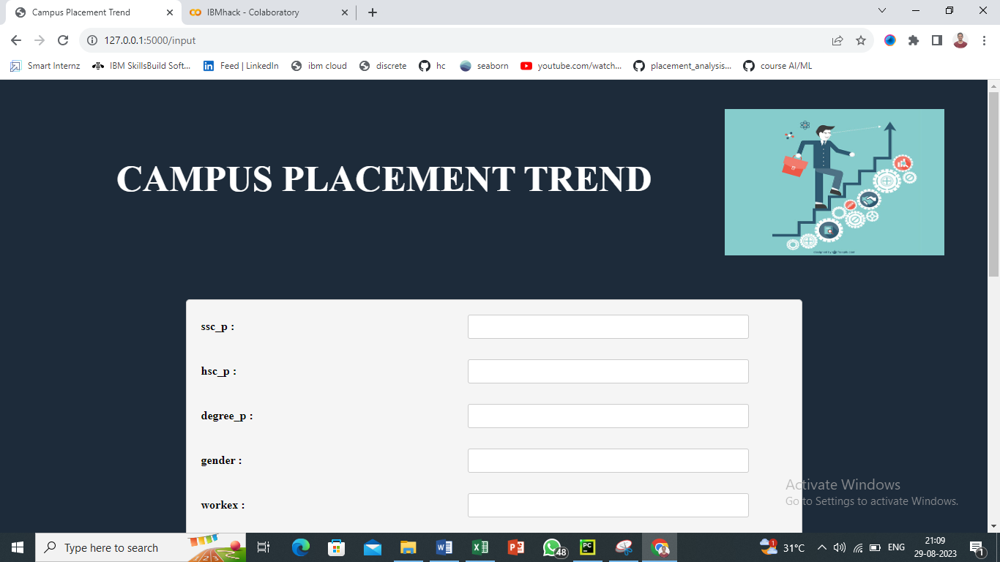 Campus Placement Trend
IBMhack - Colaboratory
127.0.0.1:5000/input
Smart Internz
IBM SkillsBuild Soft...
Feed | LinkedIn
ibm cloud
discrete
hc
seaborn
youtube.com/watch...
placement_analysis...
course AI/ML
CAMPUS PLACEMENT TREND
ssc_p :
hsc_p :
degree_p :
gender :
workex :
Activate Windows
Go to Settings to activate Windows.
Type here to search
48
1
31°C
ENG
21:09
29-08-2023
1